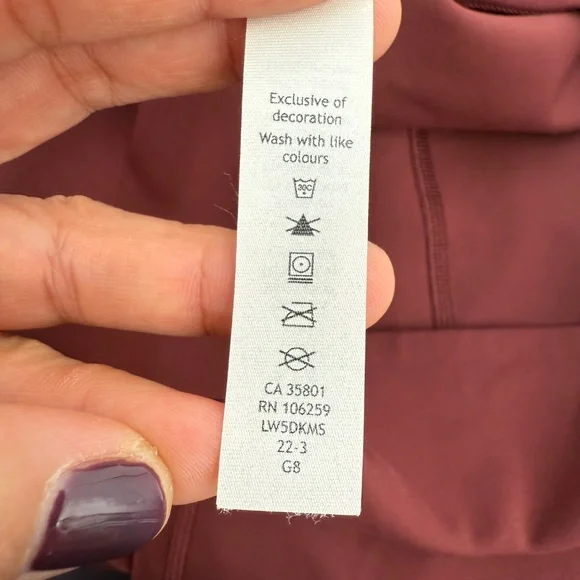 Exclusive of
decoration
Wash with like
colours
30C
CA 35801
RN 106259
LW5DKMS
22-3
G8